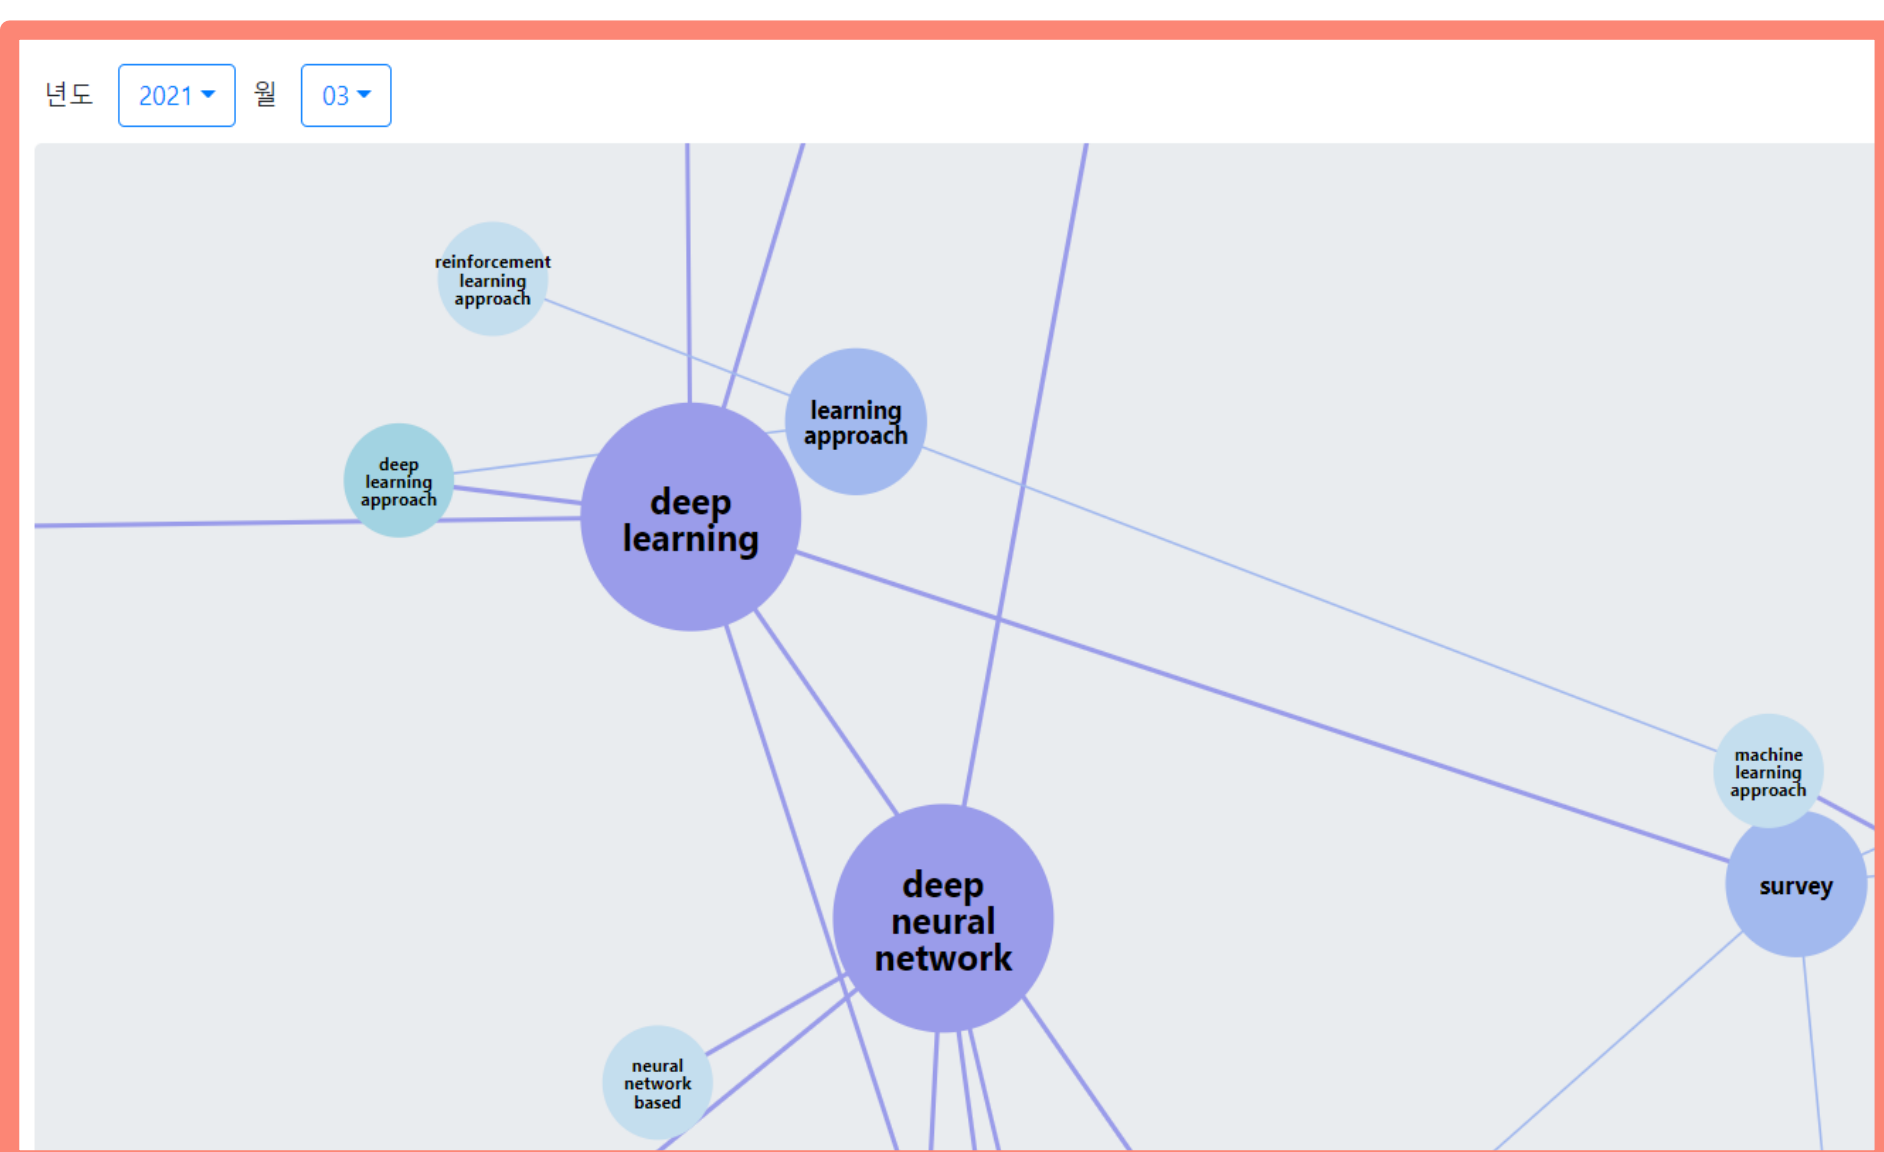 년도 2021 월 03
reinforcement
learning
approach
learning
approach
deep
learning
approach
deep
learning
machine
learning
approach
survey
deep
neural
network
neural
network
based